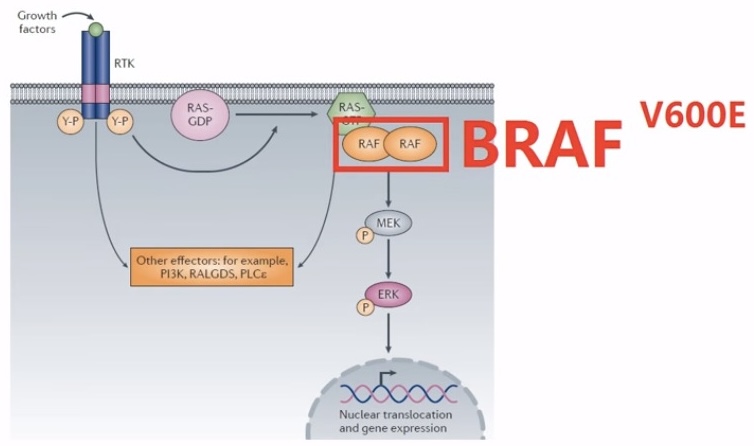 Growth
factors
RTK
Y-P
Y-P
RAS-
GDP
RAS-
GTP
RAF
RAF
BRAF V600E
MEK
P
Other effectors: for example,
PI3K, RALGDS, PLCε
ERK
P
Nuclear translocation
and gene expression